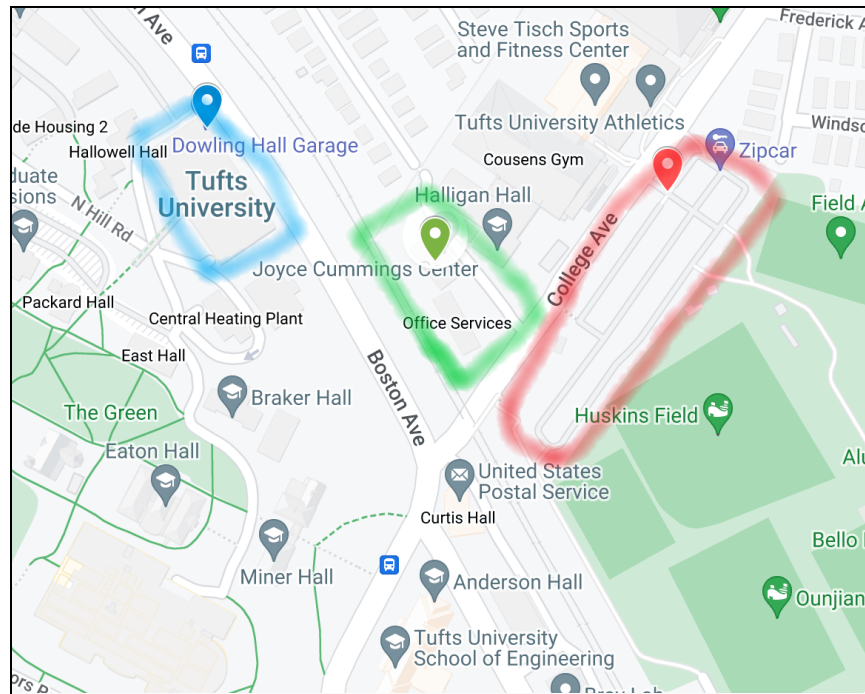 Ave
Frederick A
Steve Tisch Sports
and Fitness Center
Tufts University Athletics
Windso
de Housing 2
Hallowell Hall
Dowling Hall Garage
Cousens Gym
Zipcar
duate
sions
Tufts
University
Halligan Hall
Field A
N Hill Rd
College Ave
Joyce Cummings Center
Packard Hall
Central Heating Plant
Office Services
East Hall
Boston Ave
Braker Hall
The Green
Huskins Field
Eaton Hall
Alu
United States
Postal Service
Curtis Hall
Bello
Miner Hall
Anderson Hall
Ounjian
Tufts University
School of Engineering
ors P